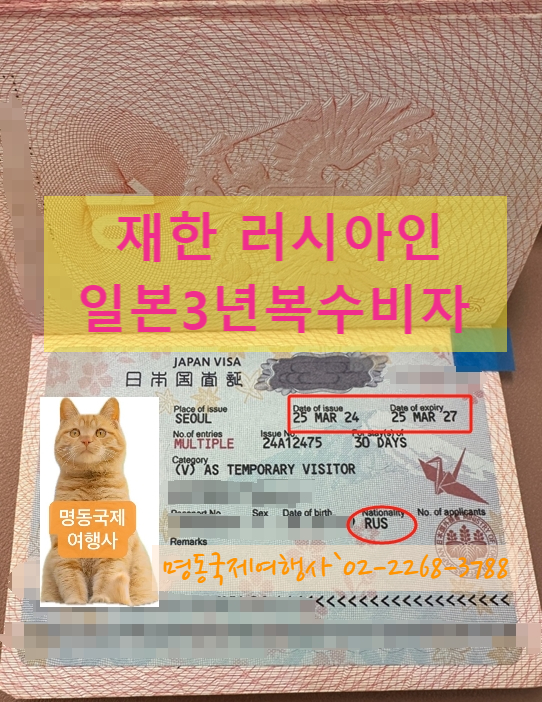 재한 러시아인
일본3년복수비자
JAPAN VISA
日本国査証
Place of issue
SEOUL
Date of issue
25 MAR 24
Date of expiry
25 MAR 27
No.of entries
MULTIPLE
Issue No
24A12475
For stay(s) of
30 DAYS
Category
(V) AS TEMPORARY VISITOR
Passport No.
Sex
Date of birth
Nationality
RUS
No. of applicants
Remarks
명동국제
여행사
명동국제여행사`02-2268-3788
<<<<<<<<<<<<<<<<